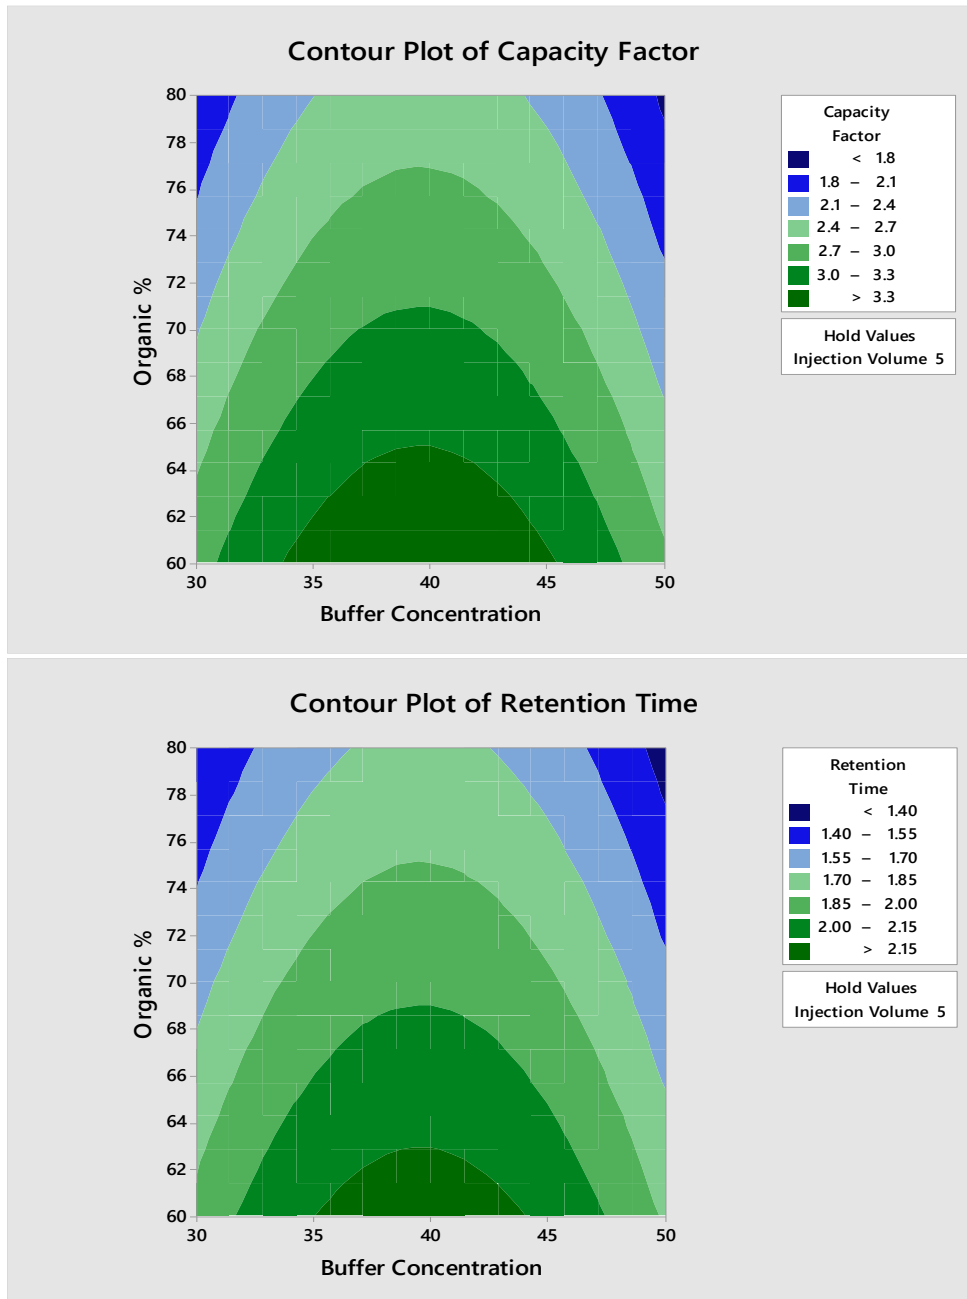 Contour Plot of Capacity Factor
80
78
76
74
72
70
68
66
64
62
60
Organic %
30 35 40 45 50
Buffer Concentration
Capacity
Factor
< 1.8
1.8 – 2.1
2.1 – 2.4
2.4 – 2.7
2.7 – 3.0
3.0 – 3.3
> 3.3
Hold Values
Injection Volume 5
Contour Plot of Retention Time
80
78
76
74
72
70
68
66
64
62
60
Organic %
30 35 40 45 50
Buffer Concentration
Retention
Time
< 1.40
1.40 – 1.55
1.55 – 1.70
1.70 – 1.85
1.85 – 2.00
2.00 – 2.15
> 2.15
Hold Values
Injection Volume 5